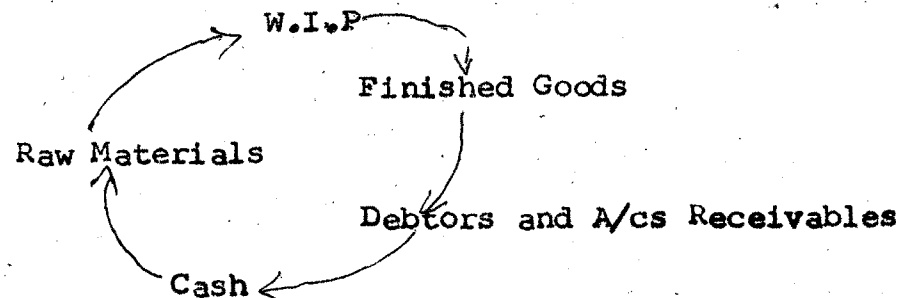 W.I.P
Finished Goods
Raw Materials
Debtors and A/cs Receivables
Cash